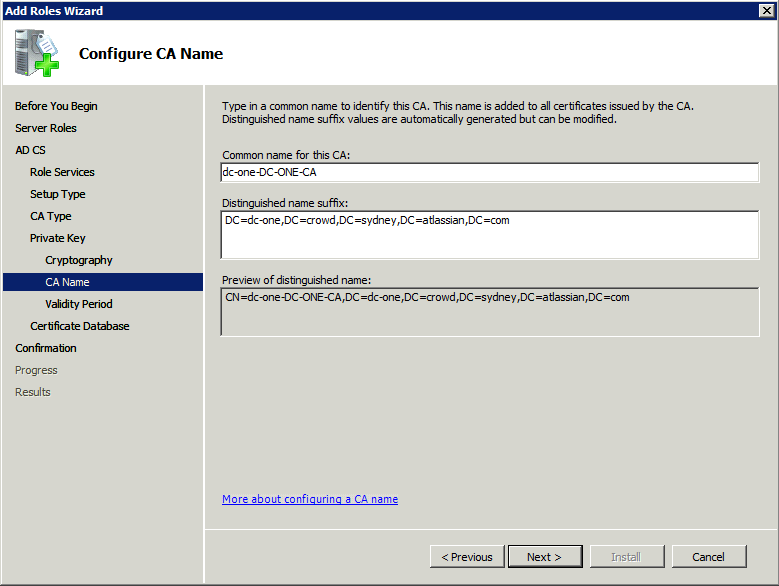 Add Roles Wizard
Configure CA Name
Before You Begin
Server Roles
AD CS
Role Services
Setup Type
CA Type
Private Key
Cryptography
CA Name
Validity Period
Certificate Database
Confirmation
Progress
Results
Type in a common name to identify this CA. This name is added to all certificates issued by the CA.
Distinguished name suffix values are automatically generated but can be modified.
Common name for this CA:
dc-one-DC-ONE-CA
Distinguished name suffix:
DC=dc-one,DC=crowd,DC=sydney,DC=atlassian,DC=com
Preview of distinguished name:
CN=dc-one-DC-ONE-CA,DC=dc-one,DC=crowd,DC=sydney,DC=atlassian,DC=com
More about configuring a CA name
< Previous
Next >
Install
Cancel